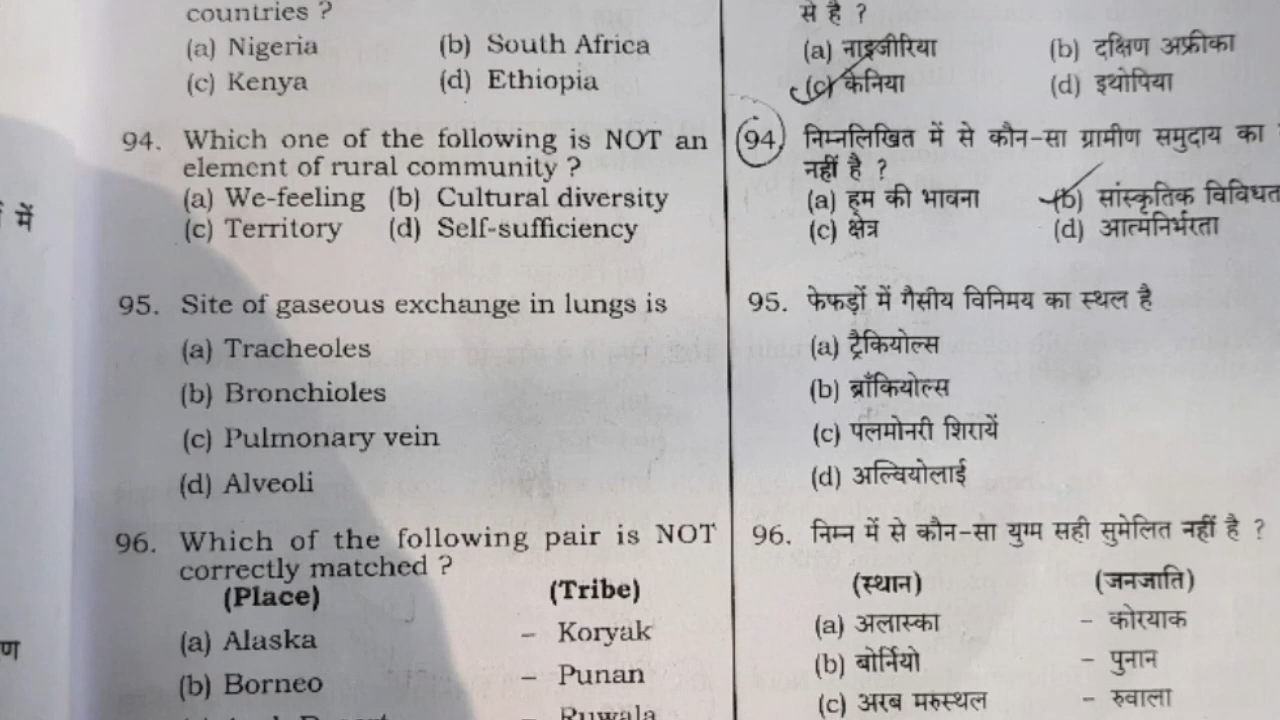 countries ?
(a) Nigeria (b) South Africa
(c) Kenya (d) Ethiopia
94. Which one of the following is NOT an
element of rural community ?
(a) We-feeling (b) Cultural diversity
(c) Territory (d) Self-sufficiency
95. Site of gaseous exchange in lungs is
(a) Tracheoles
(b) Bronchioles
(c) Pulmonary vein
(d) Alveoli
96. Which of the following pair is NOT
correctly matched ?
(Place) (Tribe)
(a) Alaska – Koryak
(b) Borneo – Punan
Ruwala
से है ?
(a) नाइजीरिया (b) दक्षिण अफ्रीका
(c) केनिया (d) इथोपिया
94. निम्नलिखित में से कौन-सा ग्रामीण समुदाय का
नहीं है ?
(a) हम की भावना (b) सांस्कृतिक विविधत
(c) क्षेत्र (d) आत्मनिर्भरता
95. फेफड़ों में गैसीय विनिमय का स्थल है
(a) ट्रैकियोल्स
(b) ब्राँकियोल्स
(c) पलमोनरी शिरायें
(d) अल्वियोलाई
96. निम्न में से कौन-सा युग्म सही सुमेलित नहीं है ?
(स्थान) (जनजाति)
(a) अलास्का – कोरयाक
(b) बोर्नियो – पुनान
(c) अरब मरुस्थल – रुवाला
में
ण